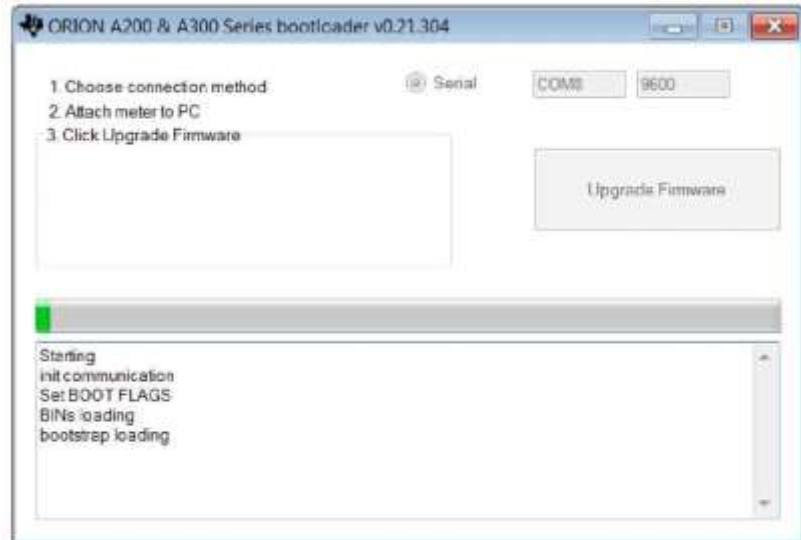 ORION A200 & A300 Series bootloader v0.21.304
1. Choose connection method
Serial
COM8
9600
2. Attach meter to PC
3. Click Upgrade Firmware
Upgrade Firmware
Starting
init communication
Set BOOT FLAGS
BINs loading
bootstrap loading